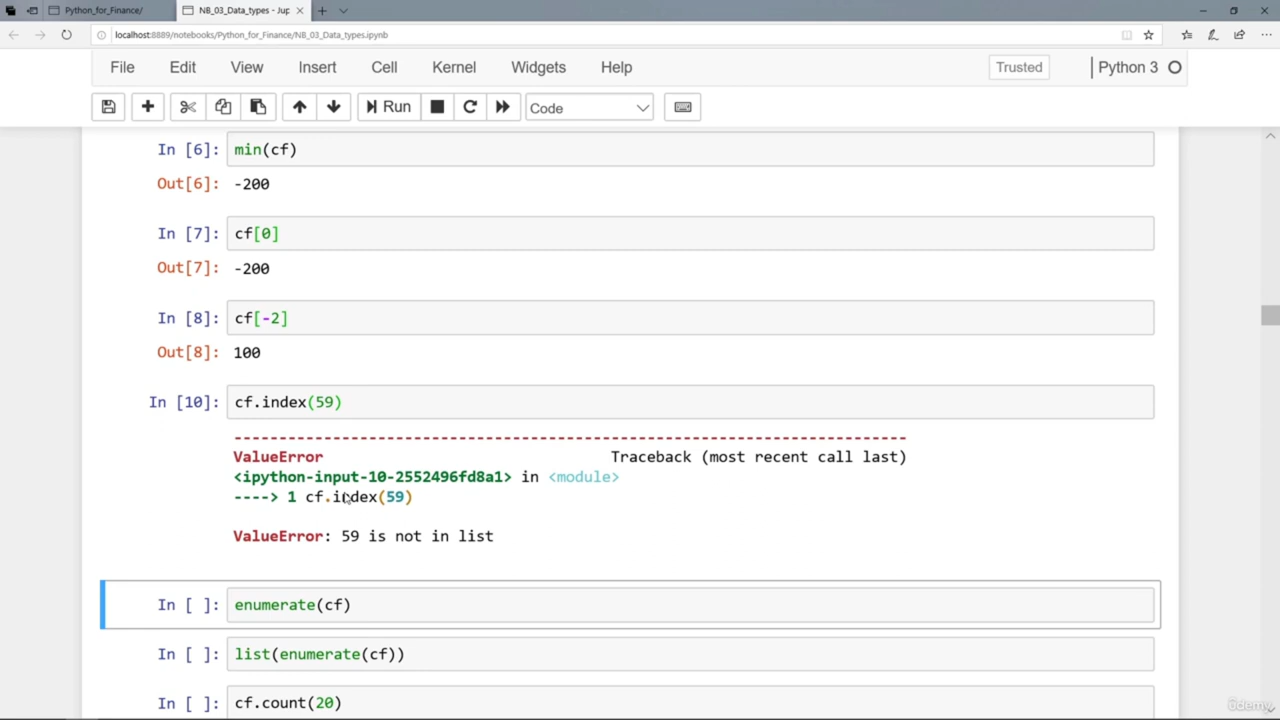 Python_for_Finance/
NB_03_Data_types - Jup
localhost:8889/notebooks/Python_for_Finance/NB_03_Data_types.ipynb
File Edit View Insert Cell Kernel Widgets Help Trusted Python 3
Run Code
In [6]: min(cf)
Out[6]: -200
In [7]: cf[0]
Out[7]: -200
In [8]: cf[-2]
Out[8]: 100
In [10]: cf.index(59)
---------------------------------------------------------------------------
ValueError Traceback (most recent call last)
<ipython-input-10-2552496fd8a1> in <module>
----> 1 cf.index(59)
ValueError: 59 is not in list
In [ ]: enumerate(cf)
In [ ]: list(enumerate(cf))
In [ ]: cf.count(20)
ûdemy